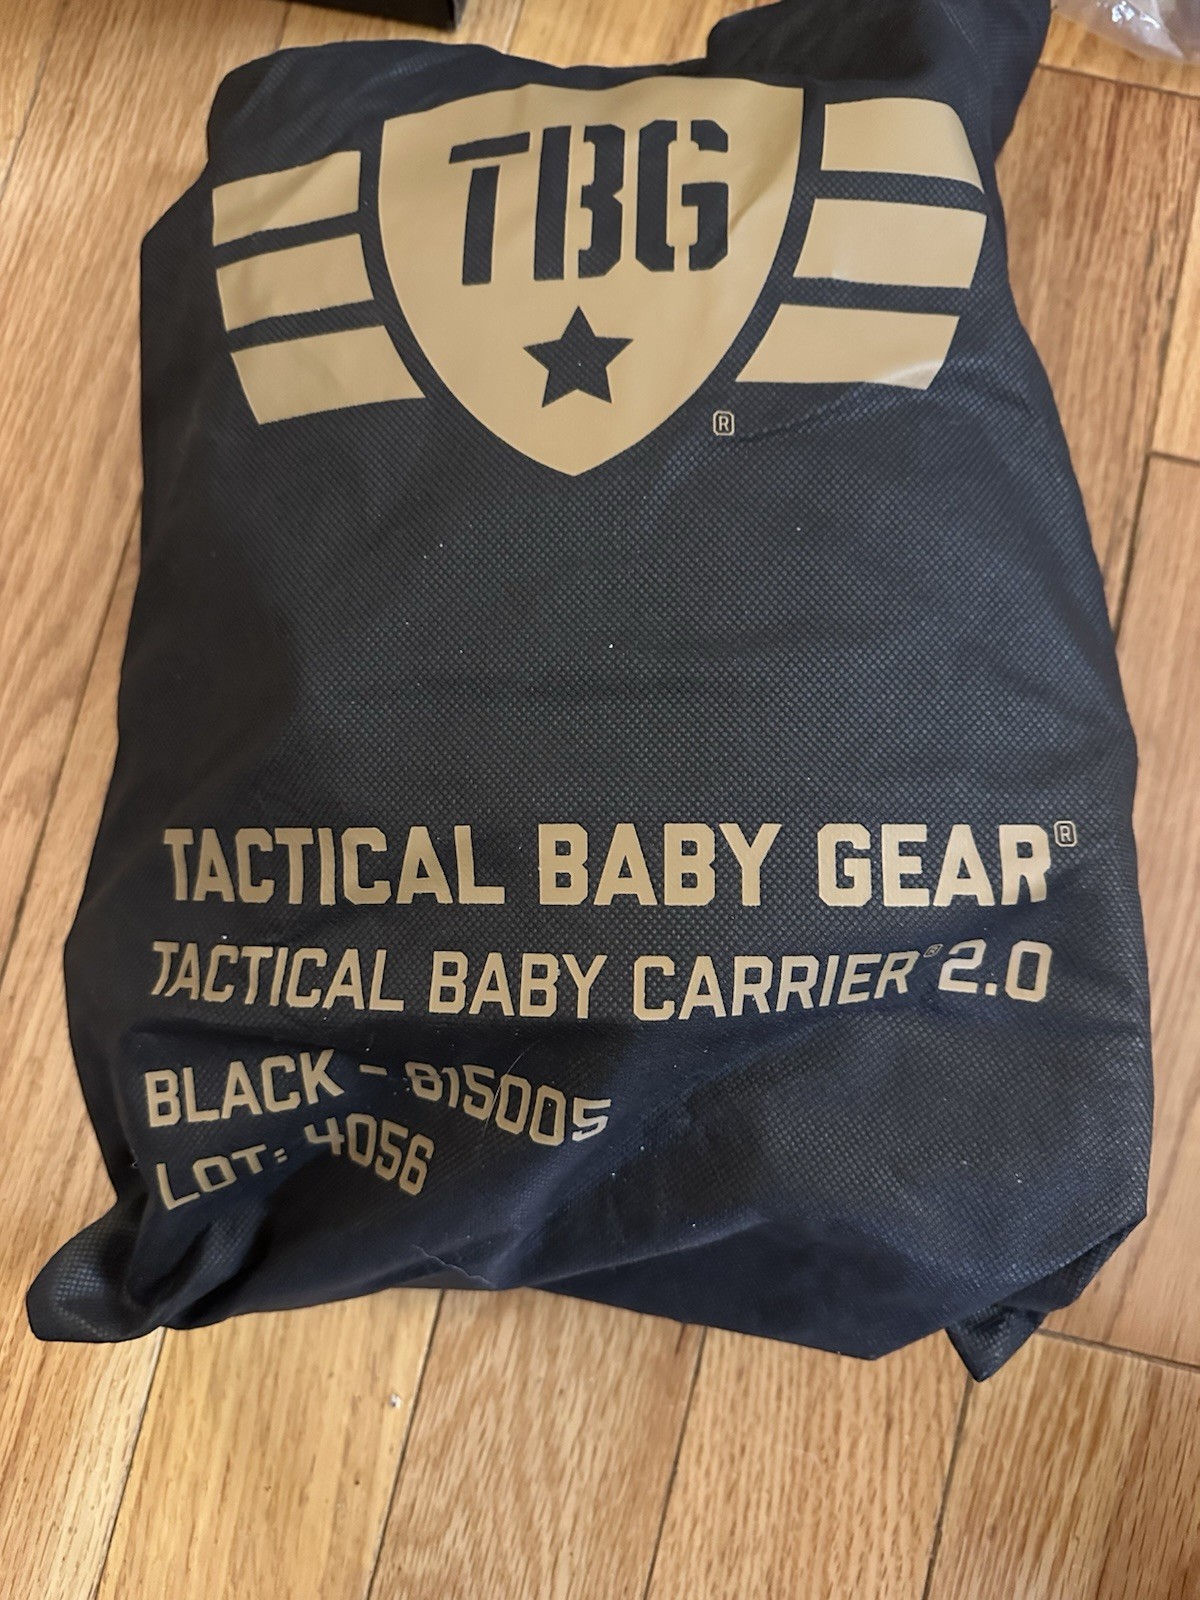 TBG
®
TACTICAL BABY GEAR®
TACTICAL BABY CARRIER® 2.0
BLACK - 815005
LOT: 4056